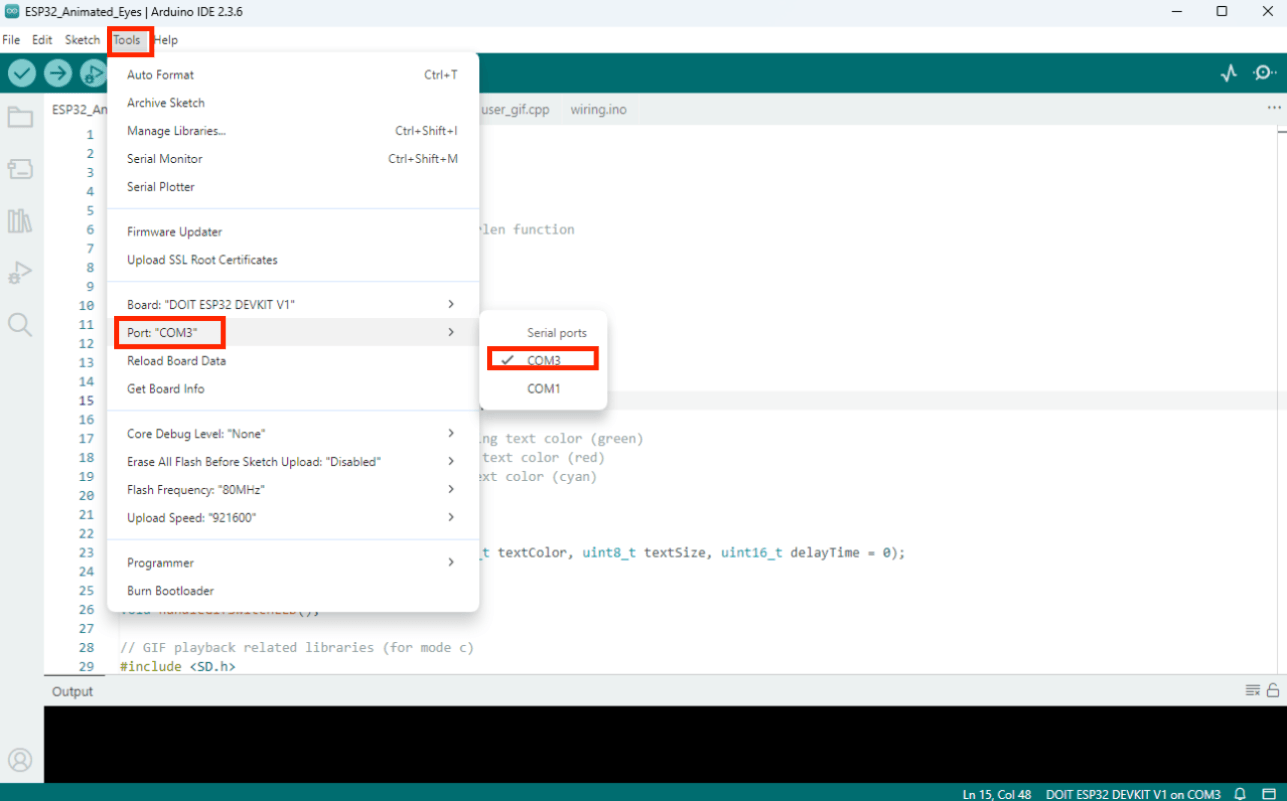 ESP32_Animated_Eyes | Arduino IDE 2.3.6
File Edit Sketch Tools Help
ESP32_An
user_gif.cpp wiring.ino
Auto Format Ctrl+T
Archive Sketch
Manage Libraries... Ctrl+Shift+I
Serial Monitor Ctrl+Shift+M
Serial Plotter
Firmware Updater
Upload SSL Root Certificates
Board: "DOIT ESP32 DEVKIT V1"
Port: "COM3"
Reload Board Data
Get Board Info
Core Debug Level: "None"
Erase All Flash Before Sketch Upload: "Disabled"
Flash Frequency: "80MHz"
Upload Speed: "921600"
Programmer
Burn Bootloader
Serial ports
COM3
COM1
1
2
3
4
5
6 rlen function
7
8
9
10
11
12
13
14
15
16
17 ing text color (green)
18 text color (red)
19 ext color (cyan)
20
21
22
23 _t textColor, uint8_t textSize, uint16_t delayTime = 0);
24
25
26
27
28 // GIF playback related libraries (for mode c)
29 #include <SD.h>
Output
Ln 15, Col 48 DOIT ESP32 DEVKIT V1 on COM3